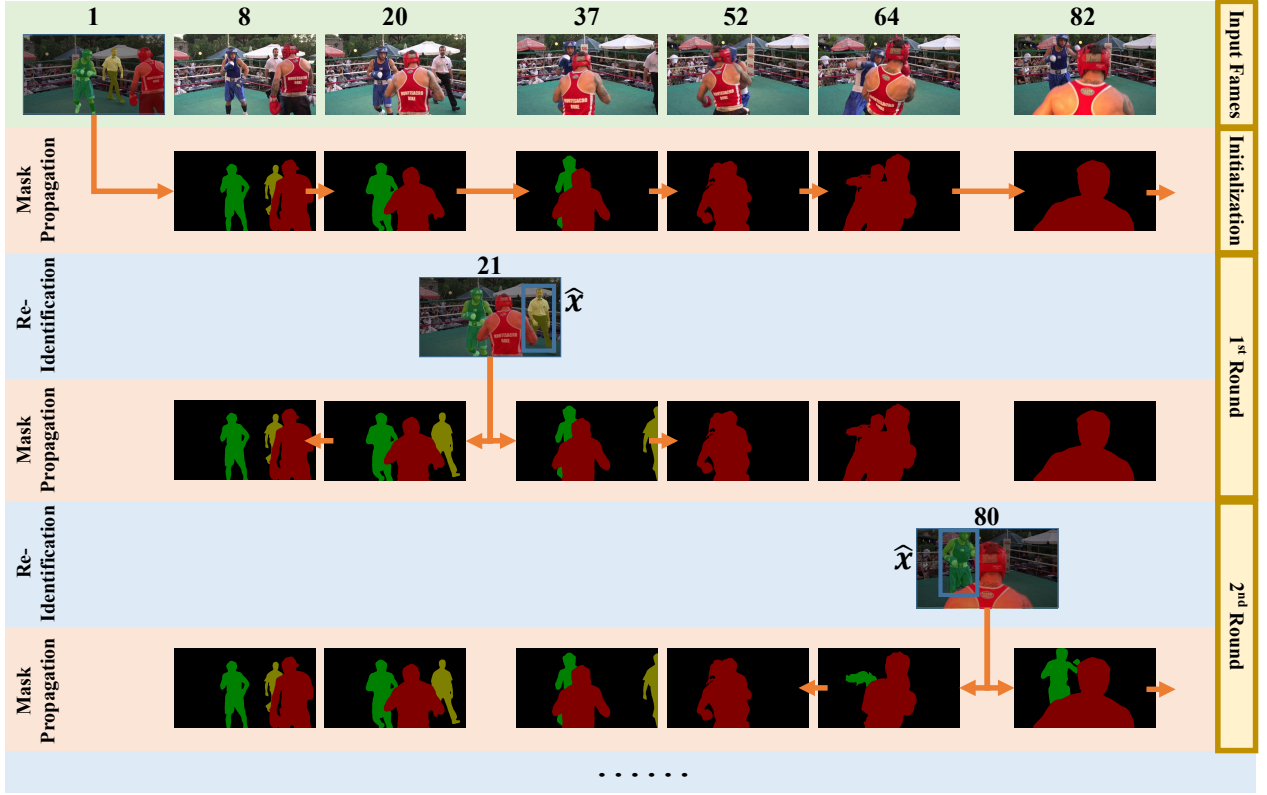 1 8 20 37 52 64 82
Input Fames
Mask
Propagation
Initialization
Re-
Identification
21
x̂
1st Round
Mask
Propagation
Re-
Identification
80
x̂
2nd Round
Mask
Propagation
. . . . . .